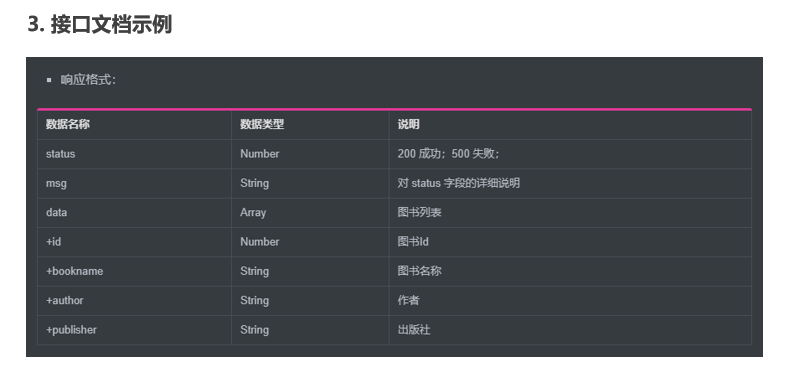 3. 接口文档示例
▪ 响应格式：
数据名称 数据类型 说明
status Number 200 成功；500 失败；
msg String 对 status 字段的详细说明
data Array 图书列表
+id Number 图书Id
+bookname String 图书名称
+author String 作者
+publisher String 出版社